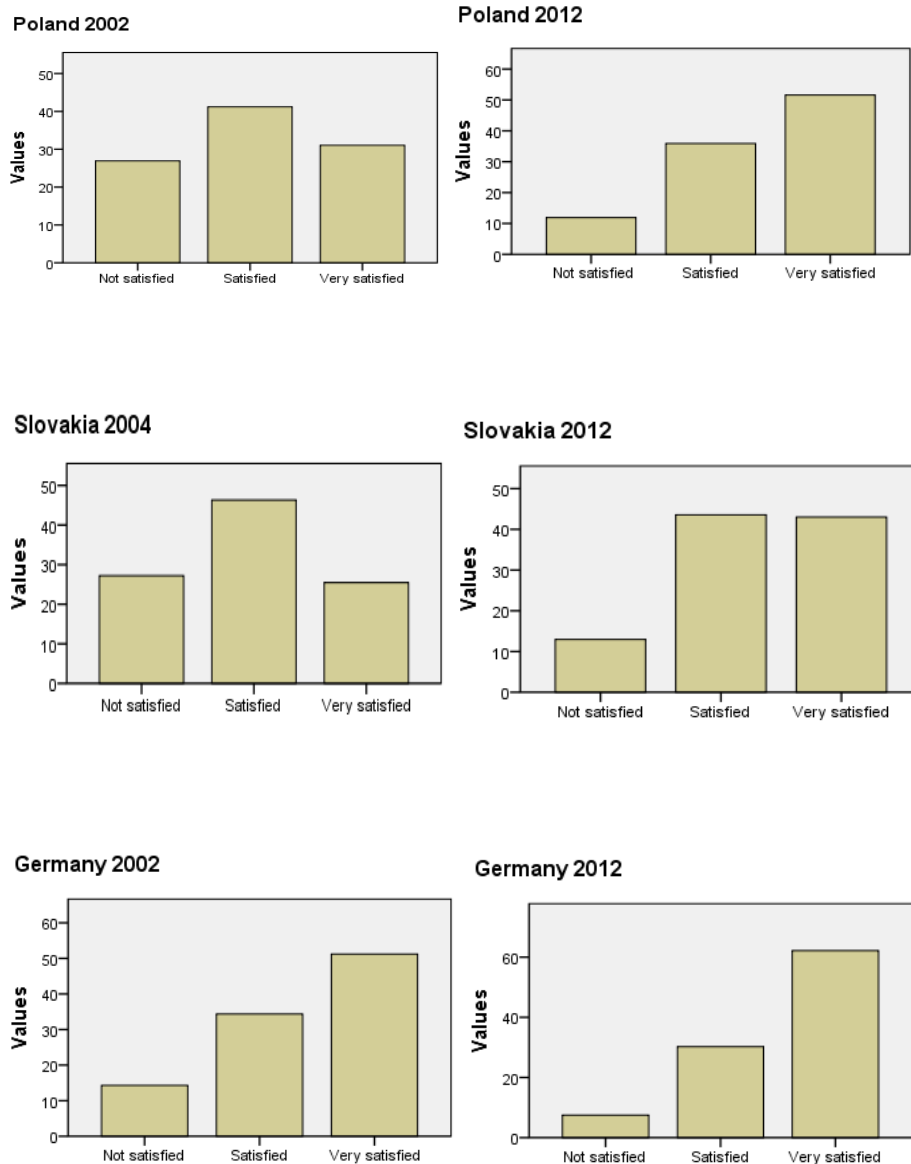 Poland 2002
Values
50
40
30
20
10
0
Not satisfied
Satisfied
Very satisfied
Poland 2012
Values
60
50
40
30
20
10
0
Not satisfied
Satisfied
Very satisfied
Slovakia 2004
Values
50
40
30
20
10
0
Not satisfied
Satisfied
Very satisfied
Slovakia 2012
Values
50
40
30
20
10
0
Not satisfied
Satisfied
Very satisfied
Germany 2002
Values
60
50
40
30
20
10
0
Not satisfied
Satisfied
Very satisfied
Germany 2012
Values
60
40
20
0
Not satisfied
Satisfied
Very satisfied